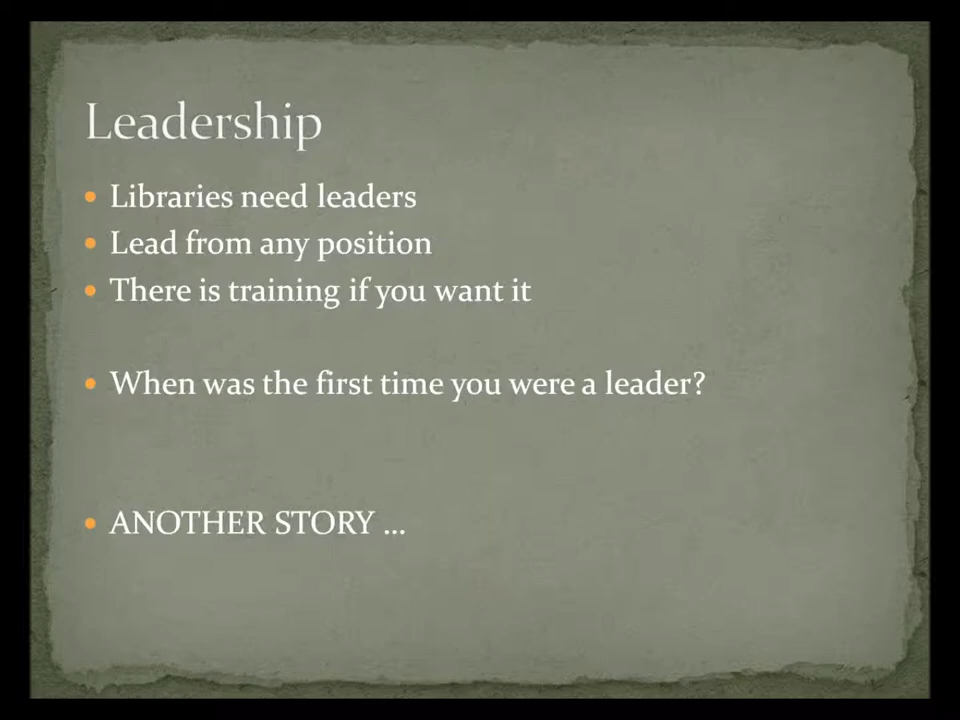 Leadership
• Libraries need leaders
• Lead from any position
• There is training if you want it
• When was the first time you were a leader?
• ANOTHER STORY …